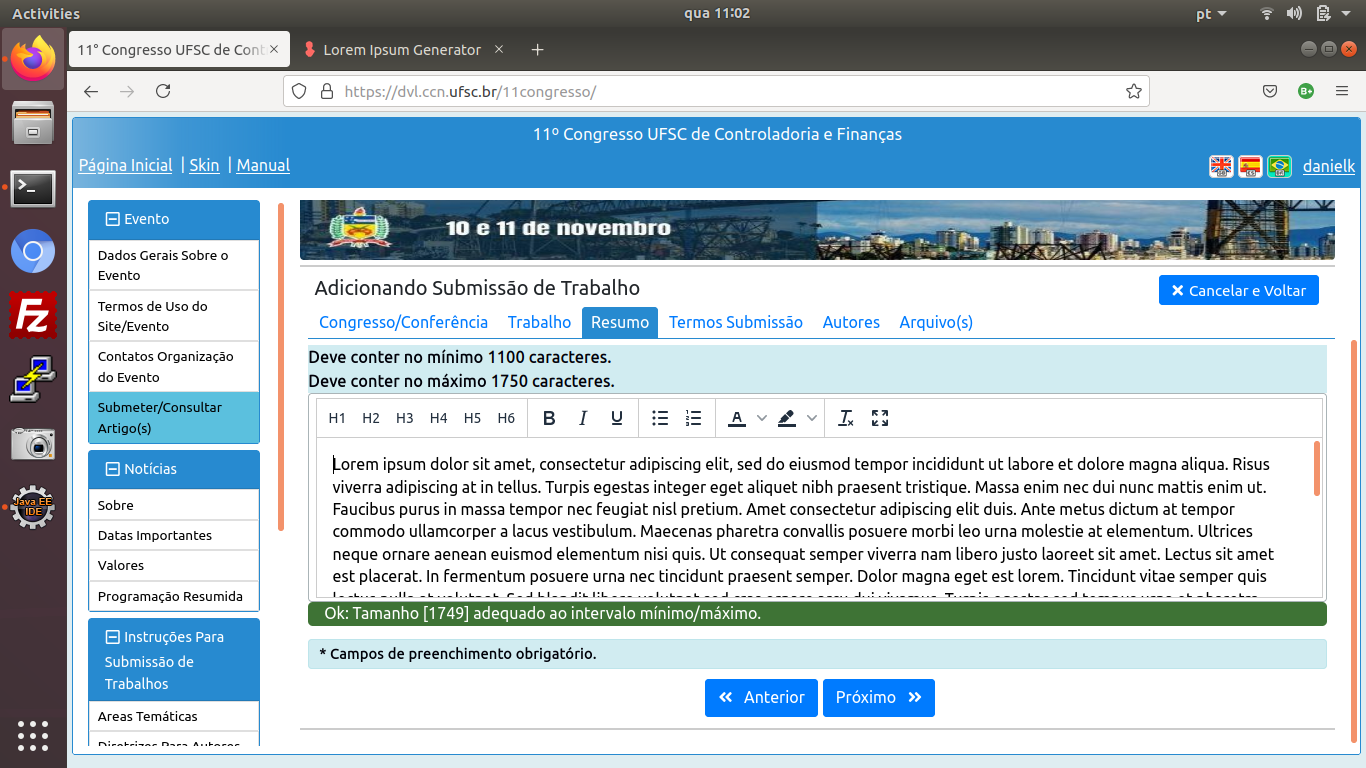 Activities
qua 11:02
pt
11° Congresso UFSC de Cont
Lorem Ipsum Generator
https://dvl.ccn.ufsc.br/11congresso/
11º Congresso UFSC de Controladoria e Finanças
Página Inicial | Skin | Manual
danielk
Evento
Dados Gerais Sobre o
Evento
Termos de Uso do
Site/Evento
Contatos Organização
do Evento
Submeter/Consultar
Artigo(s)
Notícias
Sobre
Datas Importantes
Valores
Programação Resumida
Instruções Para
Submissão de
Trabalhos
Areas Temáticas
Diretrizes Para Autores
10 e 11 de novembro
Adicionando Submissão de Trabalho
Cancelar e Voltar
Congresso/Conferência Trabalho Resumo Termos Submissão Autores Arquivo(s)
Deve conter no mínimo 1100 caracteres.
Deve conter no máximo 1750 caracteres.
H1 H2 H3 H4 H5 H6 B I U A
Lorem ipsum dolor sit amet, consectetur adipiscing elit, sed do eiusmod tempor incididunt ut labore et dolore magna aliqua. Risus
viverra adipiscing at in tellus. Turpis egestas integer eget aliquet nibh praesent tristique. Massa enim nec dui nunc mattis enim ut.
Faucibus purus in massa tempor nec feugiat nisl pretium. Amet consectetur adipiscing elit duis. Ante metus dictum at tempor
commodo ullamcorper a lacus vestibulum. Maecenas pharetra convallis posuere morbi leo urna molestie at elementum. Ultrices
neque ornare aenean euismod elementum nisi quis. Ut consequat semper viverra nam libero justo laoreet sit amet. Lectus sit amet
est placerat. In fermentum posuere urna nec tincidunt praesent semper. Dolor magna eget est lorem. Tincidunt vitae semper quis
Ok: Tamanho [1749] adequado ao intervalo mínimo/máximo.
* Campos de preenchimento obrigatório.
Anterior
Próximo
Java EE
IDE